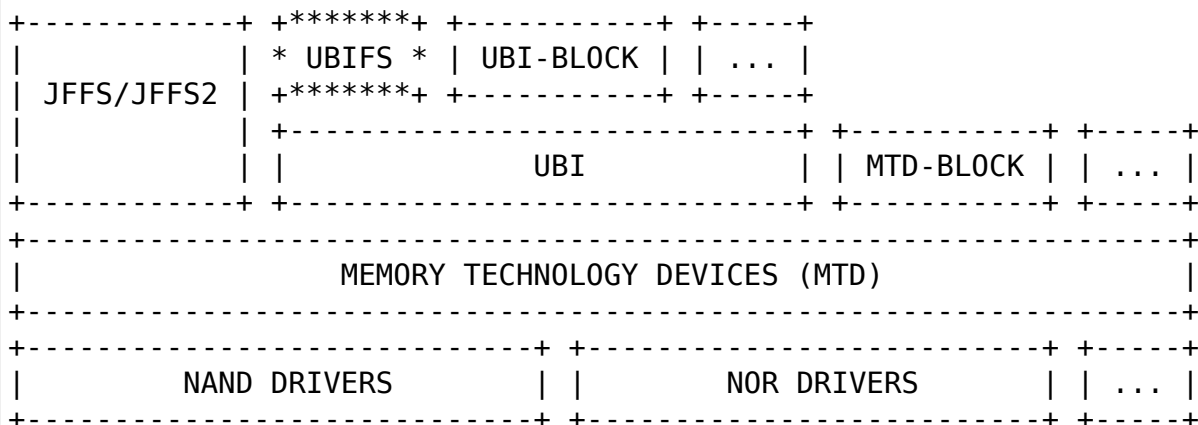 UBIFS UBI-BLOCK ...
JFFS/JFFS2
UBI MTD-BLOCK ...
MEMORY TECHNOLOGY DEVICES (MTD)
NAND DRIVERS NOR DRIVERS ...